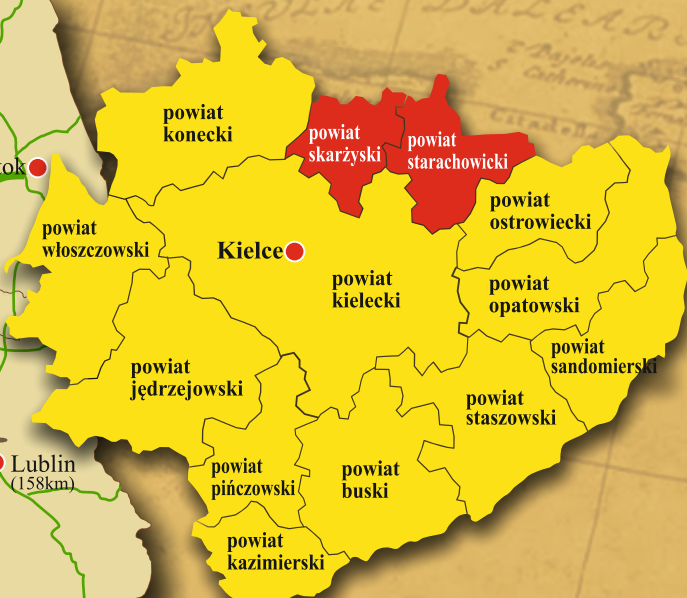 powiat
konecki
powiat
skarżyski
powiat
starachowicki
tok
powiat
włoszczowski
powiat
ostrowiecki
Kielce
powiat
kielecki
powiat
opatowski
powiat
sandomierski
powiat
jędrzejowski
powiat
staszowski
Lublin
(158km)
powiat
pińczowski
powiat
buski
powiat
kazimierski